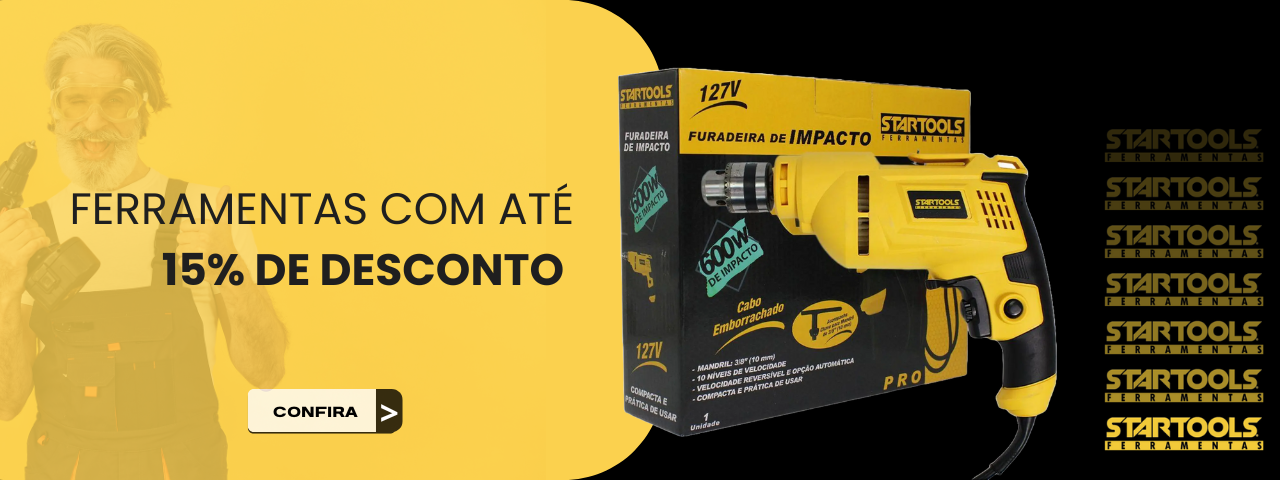 FERRAMENTAS COM ATÉ
15% DE DESCONTO
CONFIRA >
STARTOOLS
FERRAMENTAS
FURADEIRA
DE IMPACTO
600W
DE IMPACTO
127V
COMPACTA E
PRÁTICA DE USAR
127V
FURADEIRA DE IMPACTO
STARTOOLS
FERRAMENTAS
600W
DE IMPACTO
Cabo
Emborrachado
- MANDRIL: 3/8" (10 mm)
- 10 NÍVEIS DE VELOCIDADE
- VELOCIDADE REVERSÍVEL E OPÇÃO AUTOMÁTICA
- COMPACTA E PRÁTICA DE USAR
PRO
1
Unidade
STARTOOLS
FERRAMENTAS
STARTOOLS
FERRAMENTAS
STARTOOLS
FERRAMENTAS
STARTOOLS
FERRAMENTAS
STARTOOLS
FERRAMENTAS
STARTOOLS
FERRAMENTAS
STARTOOLS
FERRAMENTAS
STARTOOLS
FERRAMENTAS